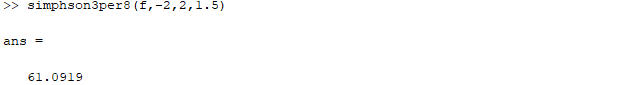 >> simphson3per8(f,-2,2,1.5)
ans =
61.0919